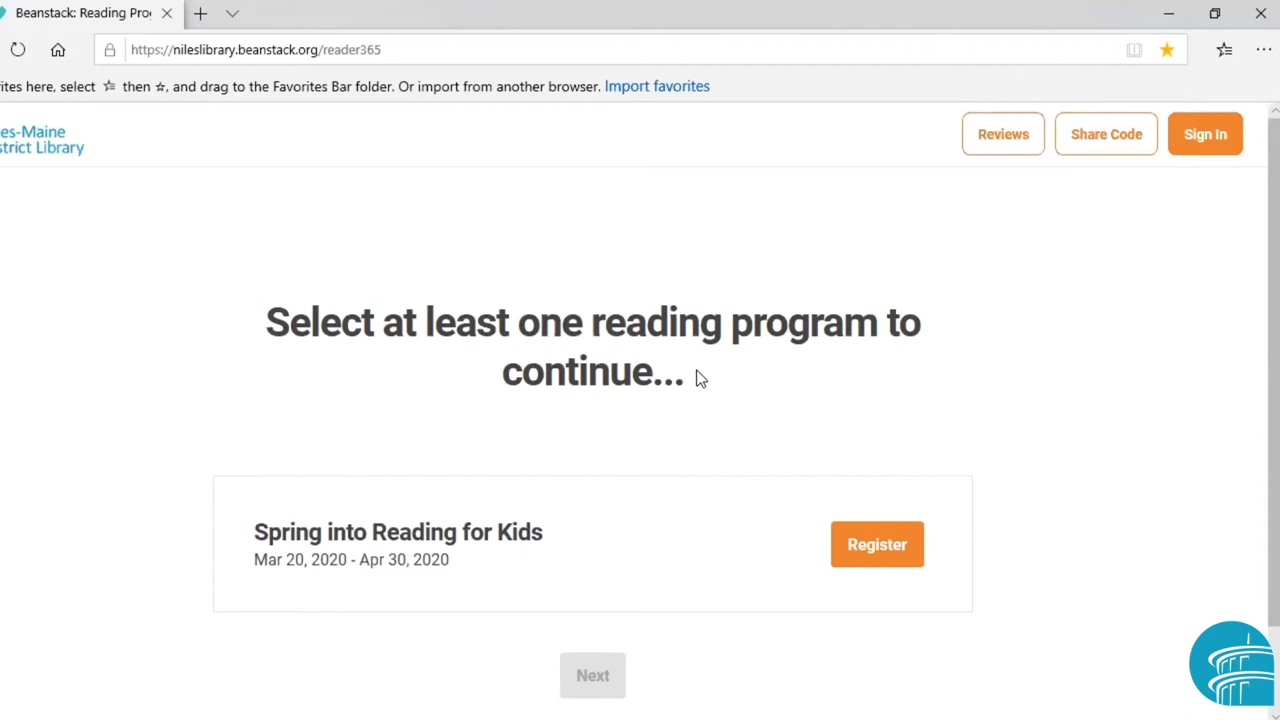 Beanstack: Reading Pro
https://nileslibrary.beanstack.org/reader365
ites here, select then , and drag to the Favorites Bar folder. Or import from another browser. Import favorites
es-Maine
strict Library
Reviews
Share Code
Sign In
Select at least one reading program to
continue...
Spring into Reading for Kids
Mar 20, 2020 - Apr 30, 2020
Register
Next